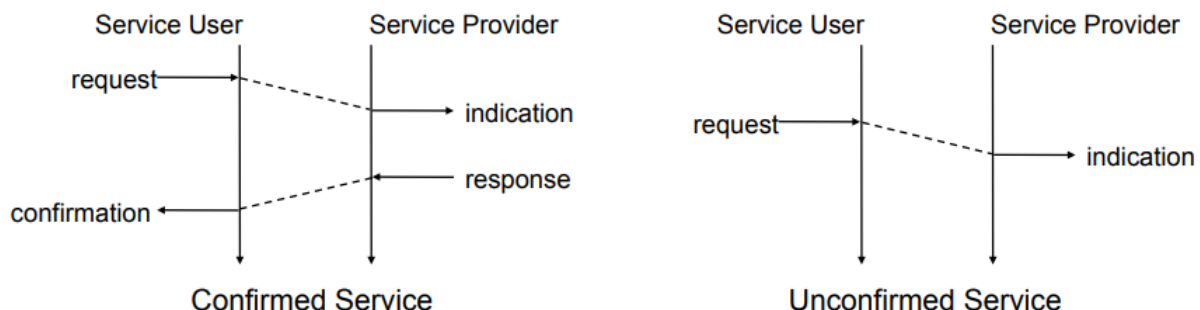 Service User
Service Provider
request
indication
response
confirmation
Confirmed Service
Service User
Service Provider
request
indication
Unconfirmed Service